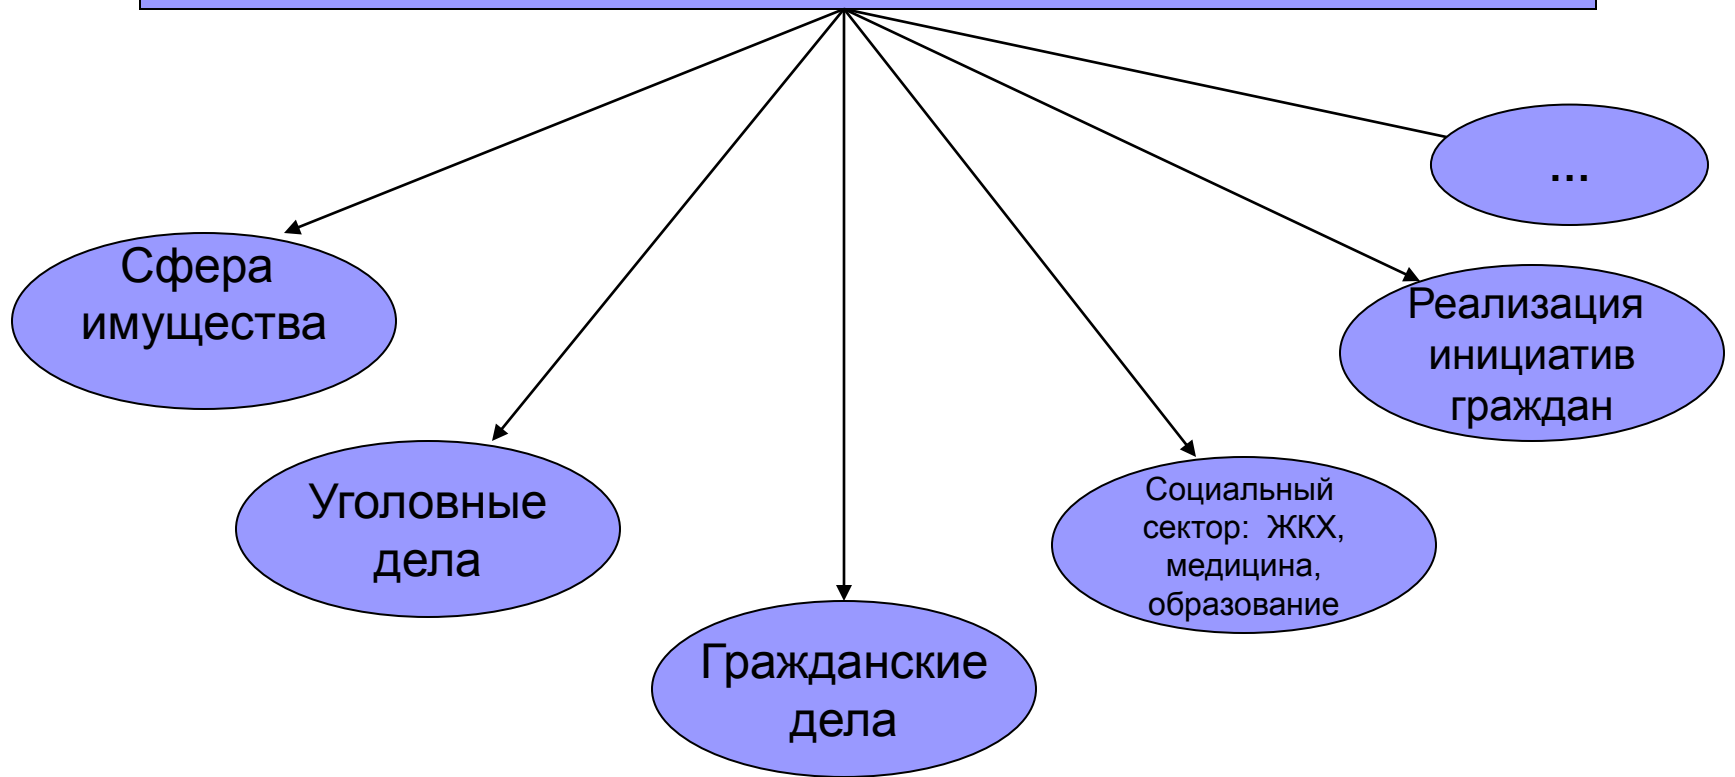 Сфера
имущества
Уголовные
дела
Гражданские
дела
Социальный
сектор: ЖКХ,
медицина,
образование
Реализация
инициатив
граждан
...